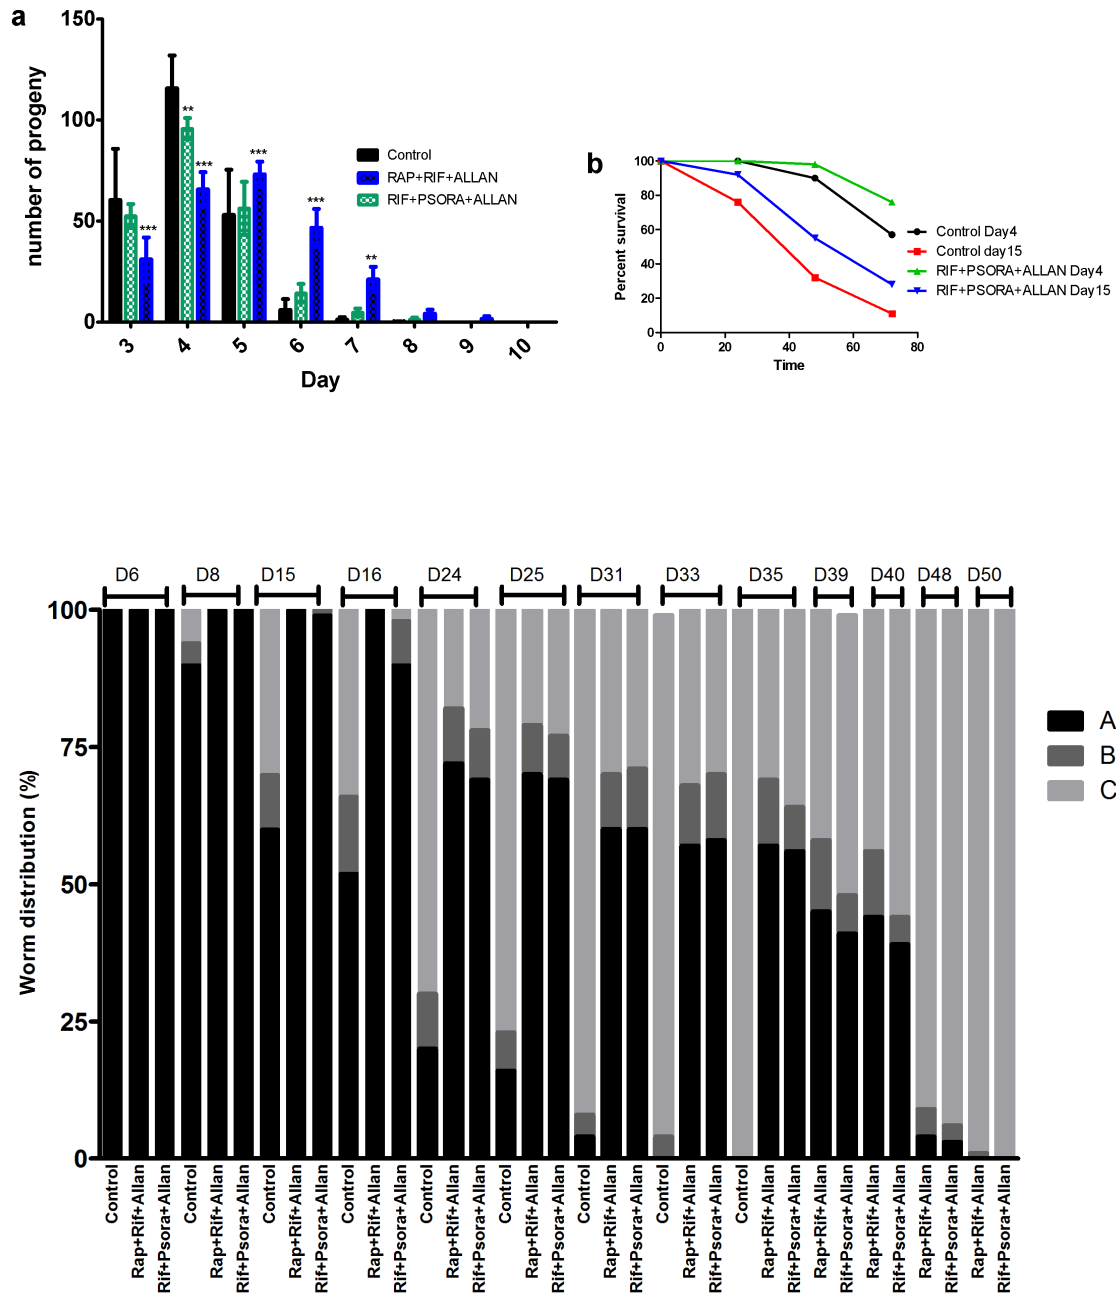 a
150
100
50
0
number of progeny
**
***
***
***
***
**
Control
RAP+RIF+ALLAN
RIF+PSORA+ALLAN
3 4 5 6 7 8 9 10
Day
b
100
80
60
40
20
0
Percent survival
0 20 40 60 80
Time
Control Day4
Control day15
RIF+PSORA+ALLAN Day4
RIF+PSORA+ALLAN Day15
D6 D8 D15 D16 D24 D25 D31 D33 D35 D39 D40 D48 D50
100
75
50
25
0
Worm distribution (%)
A
B
C
Control
Rap+Rif+Allan
Rif+Psora+Allan
Control
Rap+Rif+Allan
Rif+Psora+Allan
Control
Rap+Rif+Allan
Rif+Psora+Allan
Control
Rap+Rif+Allan
Rif+Psora+Allan
Control
Rap+Rif+Allan
Rif+Psora+Allan
Control
Rap+Rif+Allan
Rif+Psora+Allan
Control
Rap+Rif+Allan
Rif+Psora+Allan
Control
Rap+Rif+Allan
Rif+Psora+Allan
Control
Rap+Rif+Allan
Rif+Psora+Allan
Rap+Rif+Allan
Rif+Psora+Allan
Rap+Rif+Allan
Rif+Psora+Allan
Rap+Rif+Allan
Rif+Psora+Allan
Rap+Rif+Allan
Rif+Psora+Allan